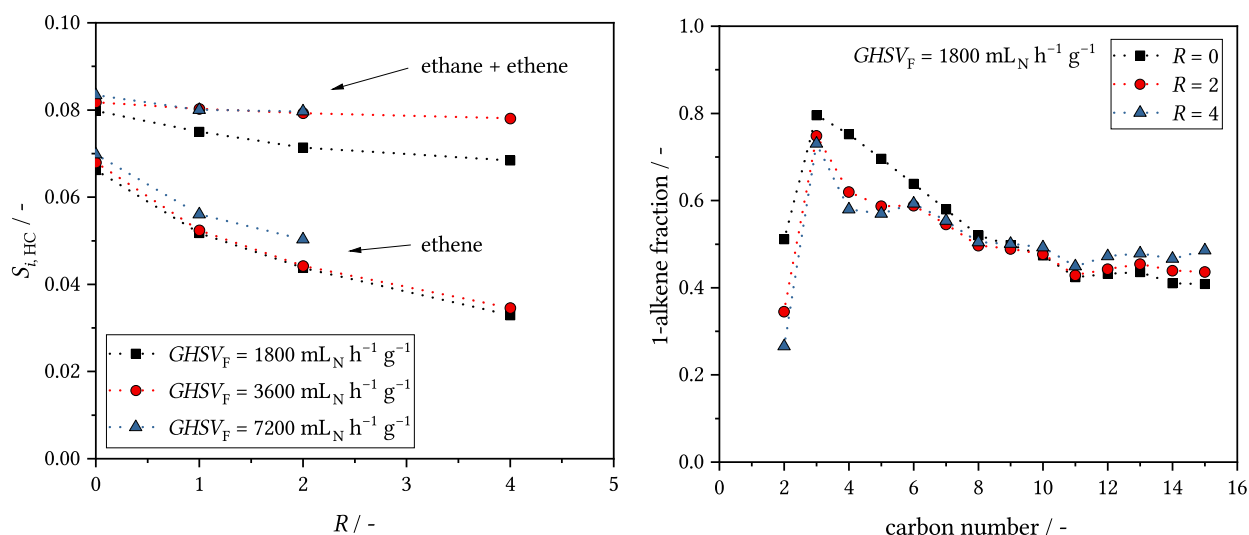 0.10
0.08
0.06
0.04
0.02
0.00
S_{i, HC} / -
ethane + ethene
ethene
GHSV_F = 1800 mL_N h⁻¹ g⁻¹
GHSV_F = 3600 mL_N h⁻¹ g⁻¹
GHSV_F = 7200 mL_N h⁻¹ g⁻¹
0 1 2 3 4 5
R / -
1.0
0.8
0.6
0.4
0.2
0.0
1-alkene fraction / -
GHSV_F = 1800 mL_N h⁻¹ g⁻¹
R = 0
R = 2
R = 4
0 2 4 6 8 10 12 14 16
carbon number / -